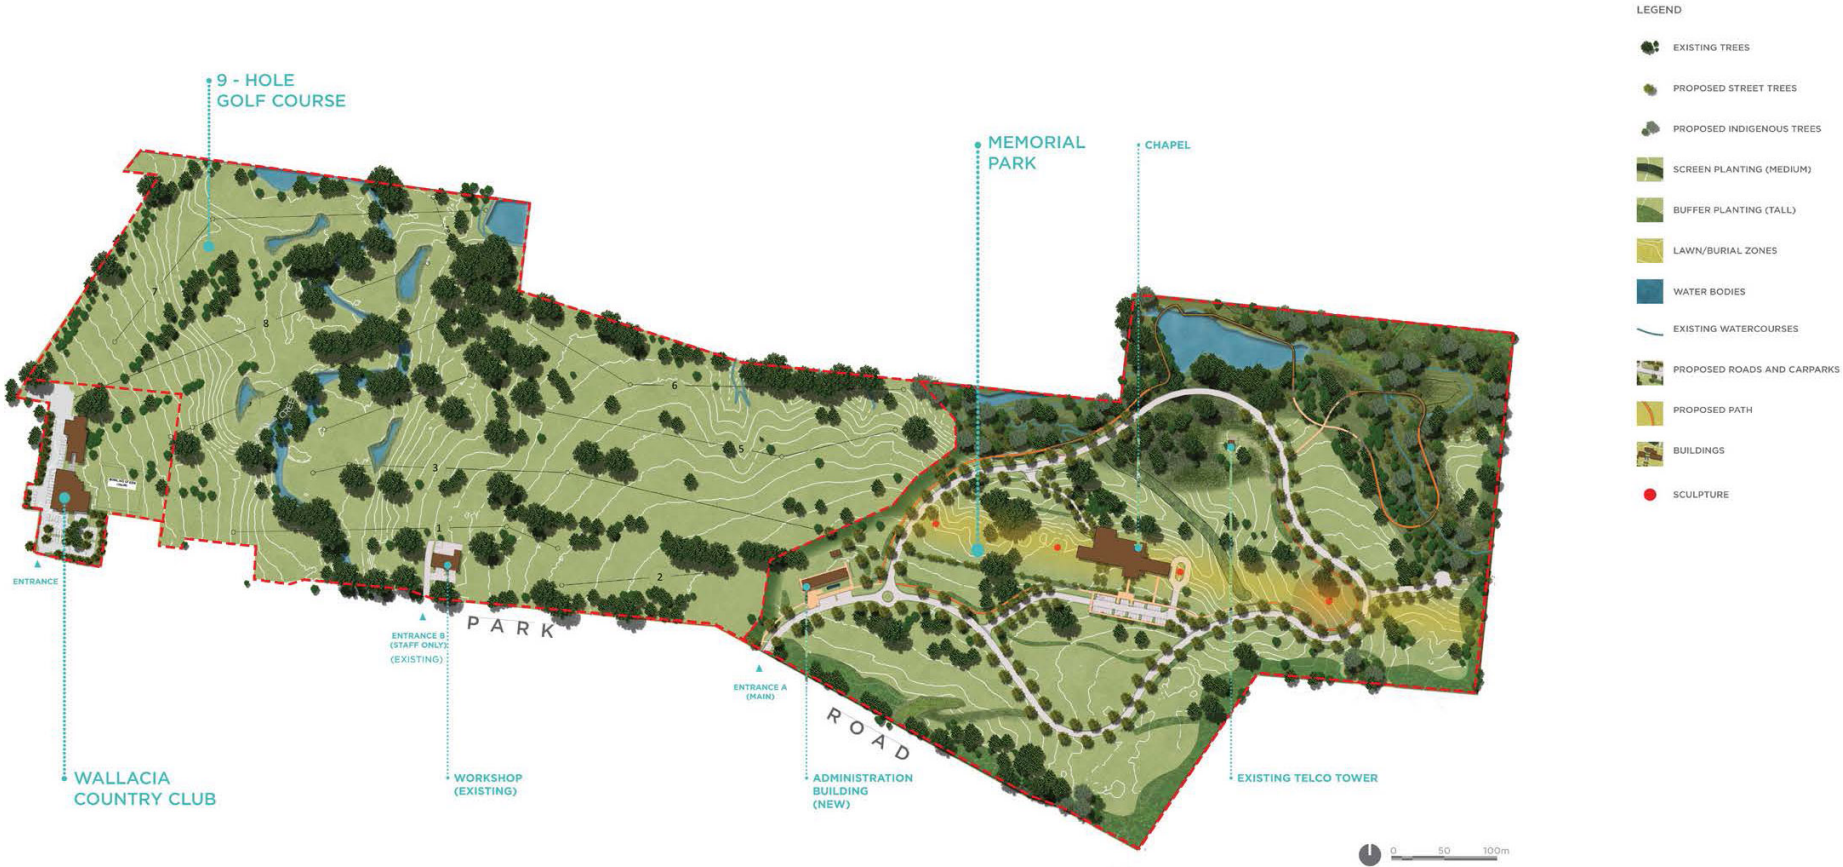 LEGEND
EXISTING TREES
PROPOSED STREET TREES
PROPOSED INDIGENOUS TREES
SCREEN PLANTING (MEDIUM)
BUFFER PLANTING (TALL)
LAWN/BURIAL ZONES
WATER BODIES
EXISTING WATERCOURSES
PROPOSED ROADS AND CARPARKS
PROPOSED PATH
BUILDINGS
SCULPTURE
9 - HOLE
GOLF COURSE
MEMORIAL
PARK
CHAPEL
7
8
6
4
5
3
1
2
ENTRANCE
ENTRANCE B
(STAFF ONLY)
(EXISTING)
PARK
ENTRANCE A
(MAIN)
ROAD
WALLACIA
COUNTRY CLUB
WORKSHOP
(EXISTING)
ADMINISTRATION
BUILDING
(NEW)
EXISTING TELCO TOWER
0 50 100m